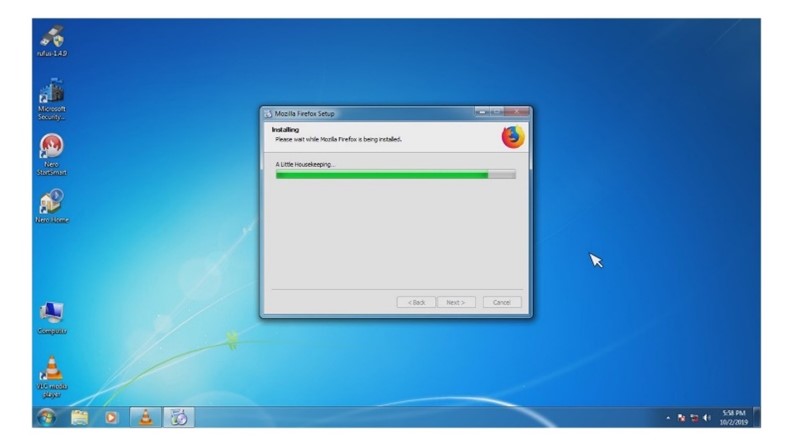 rufus-1.4.9
Microsoft
Security...
Nero
StartSmart
Nero Home
Computer
VLC media
player
Mozilla Firefox Setup
Installing
Please wait while Mozilla Firefox is being installed.
A Little Housekeeping...
< Back
Next >
Cancel
5:58 PM
10/2/2019